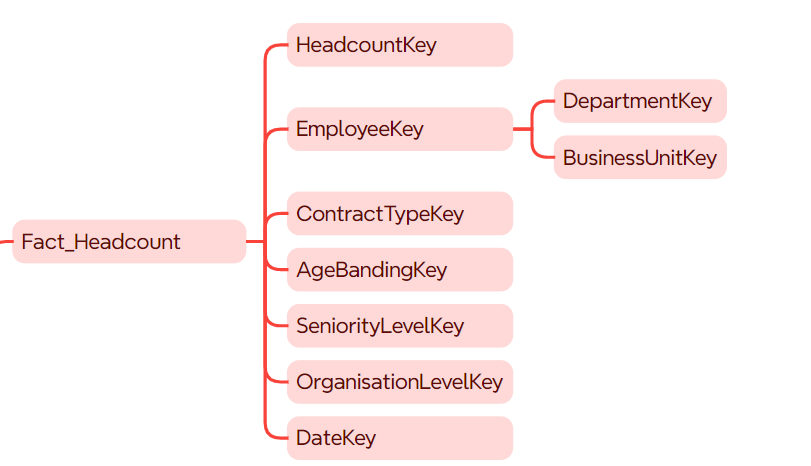 HeadcountKey
DepartmentKey
EmployeeKey
BusinessUnitKey
ContractTypeKey
Fact_Headcount
AgeBandingKey
SeniorityLevelKey
OrganisationLevelKey
DateKey